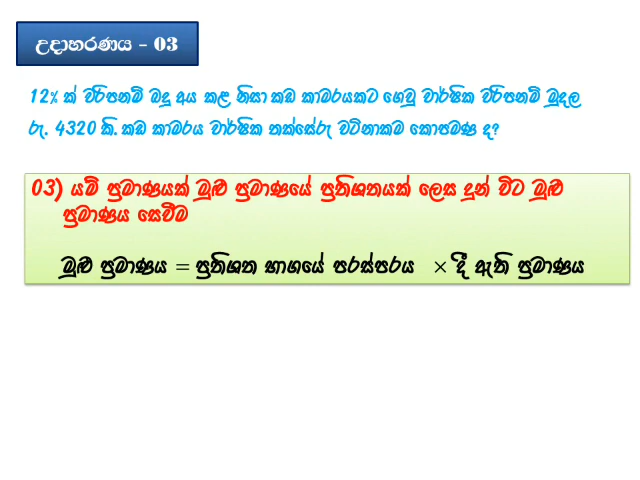 උදාහරණය - 03
12% ක් වරිපනම් බදු අය කළ නිසා කඩ කාමරයකට ගෙවූ වාර්ෂික වරිපනම් මුදල
රු. 4320 කි. කඩ කාමරය වාර්ෂික තක්සේරු වටිනාකම කොපමණ ද?
03) යම් ප්‍රමාණයක් මුළු ප්‍රමාණයේ ප්‍රතිශතයක් ලෙස දුන් විට මුළු
ප්‍රමාණය සෙවීම
මුළු ප්‍රමාණය = ප්‍රතිශත භාගයේ පරස්පරය × දී ඇති ප්‍රමාණය